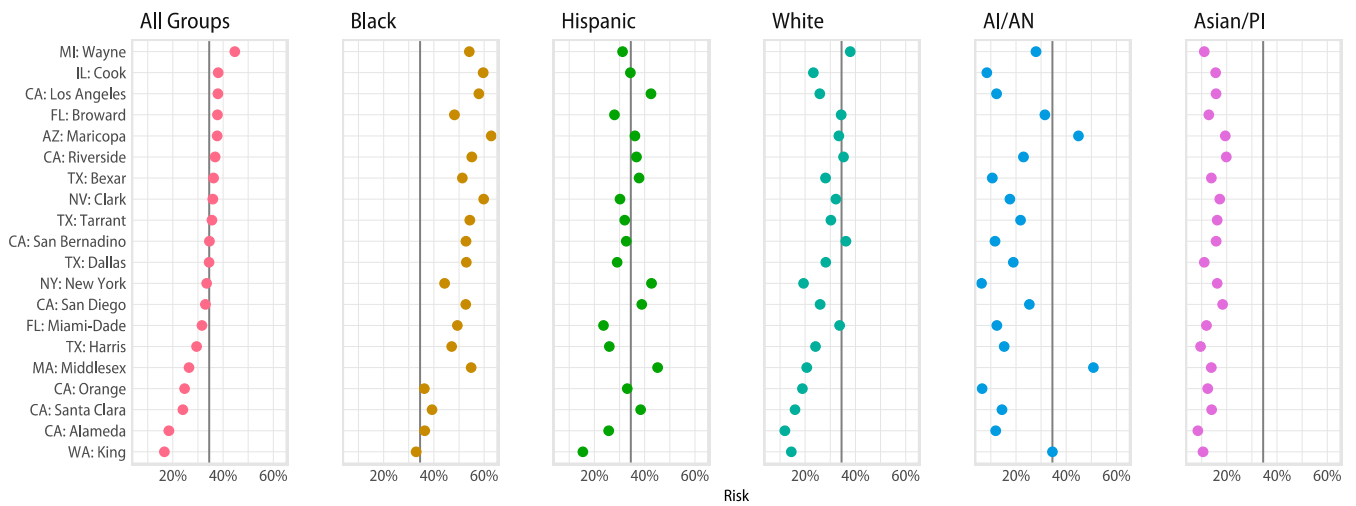 All Groups Black Hispanic White AI/AN Asian/PI
MI: Wayne
IL: Cook
CA: Los Angeles
FL: Broward
AZ: Maricopa
CA: Riverside
TX: Bexar
NV: Clark
TX: Tarrant
CA: San Bernadino
TX: Dallas
NY: New York
CA: San Diego
FL: Miami-Dade
TX: Harris
MA: Middlesex
CA: Orange
CA: Santa Clara
CA: Alameda
WA: King
20% 40% 60% 20% 40% 60% 20% 40% 60% 20% 40% 60% 20% 40% 60% 20% 40% 60%
Risk